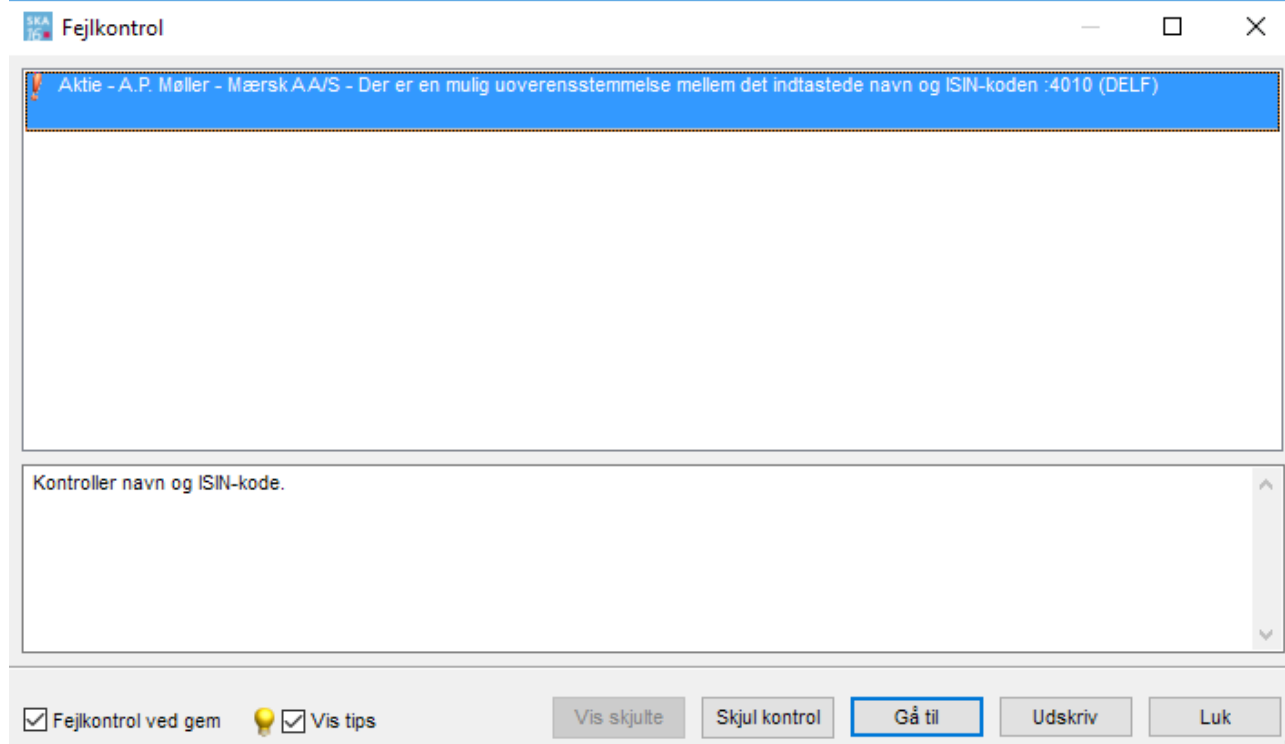 SKA
16
Fejlkontrol
Aktie - A.P. Møller - Mærsk A A/S - Der er en mulig uoverensstemmelse mellem det indtastede navn og ISIN-koden :4010 (DELF)
Kontroller navn og ISIN-kode.
Fejlkontrol ved gem
Vis tips
Vis skjulte
Skjul kontrol
Gå til
Udskriv
Luk